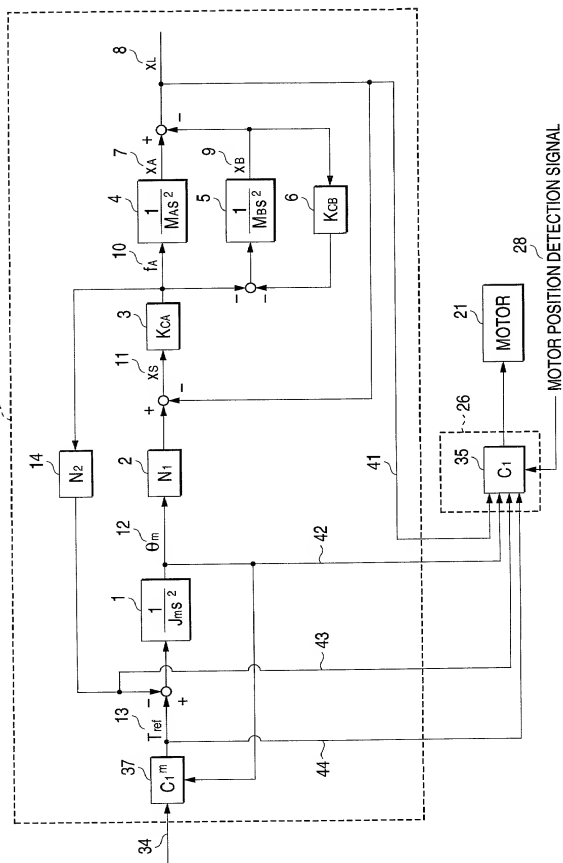 34
37
C1m
13
Tref
−
+
1
1
JmS2
12
θm
2
N1
14
N2
+
−
11
XS
3
KCA
10
fA
4
1
MAS2
7
XA
+
−
8
XL
−
−
5
1
MBS2
9
XB
6
KCB
41
42
43
44
26
35
C1
21
MOTOR
28
MOTOR POSITION DETECTION SIGNAL